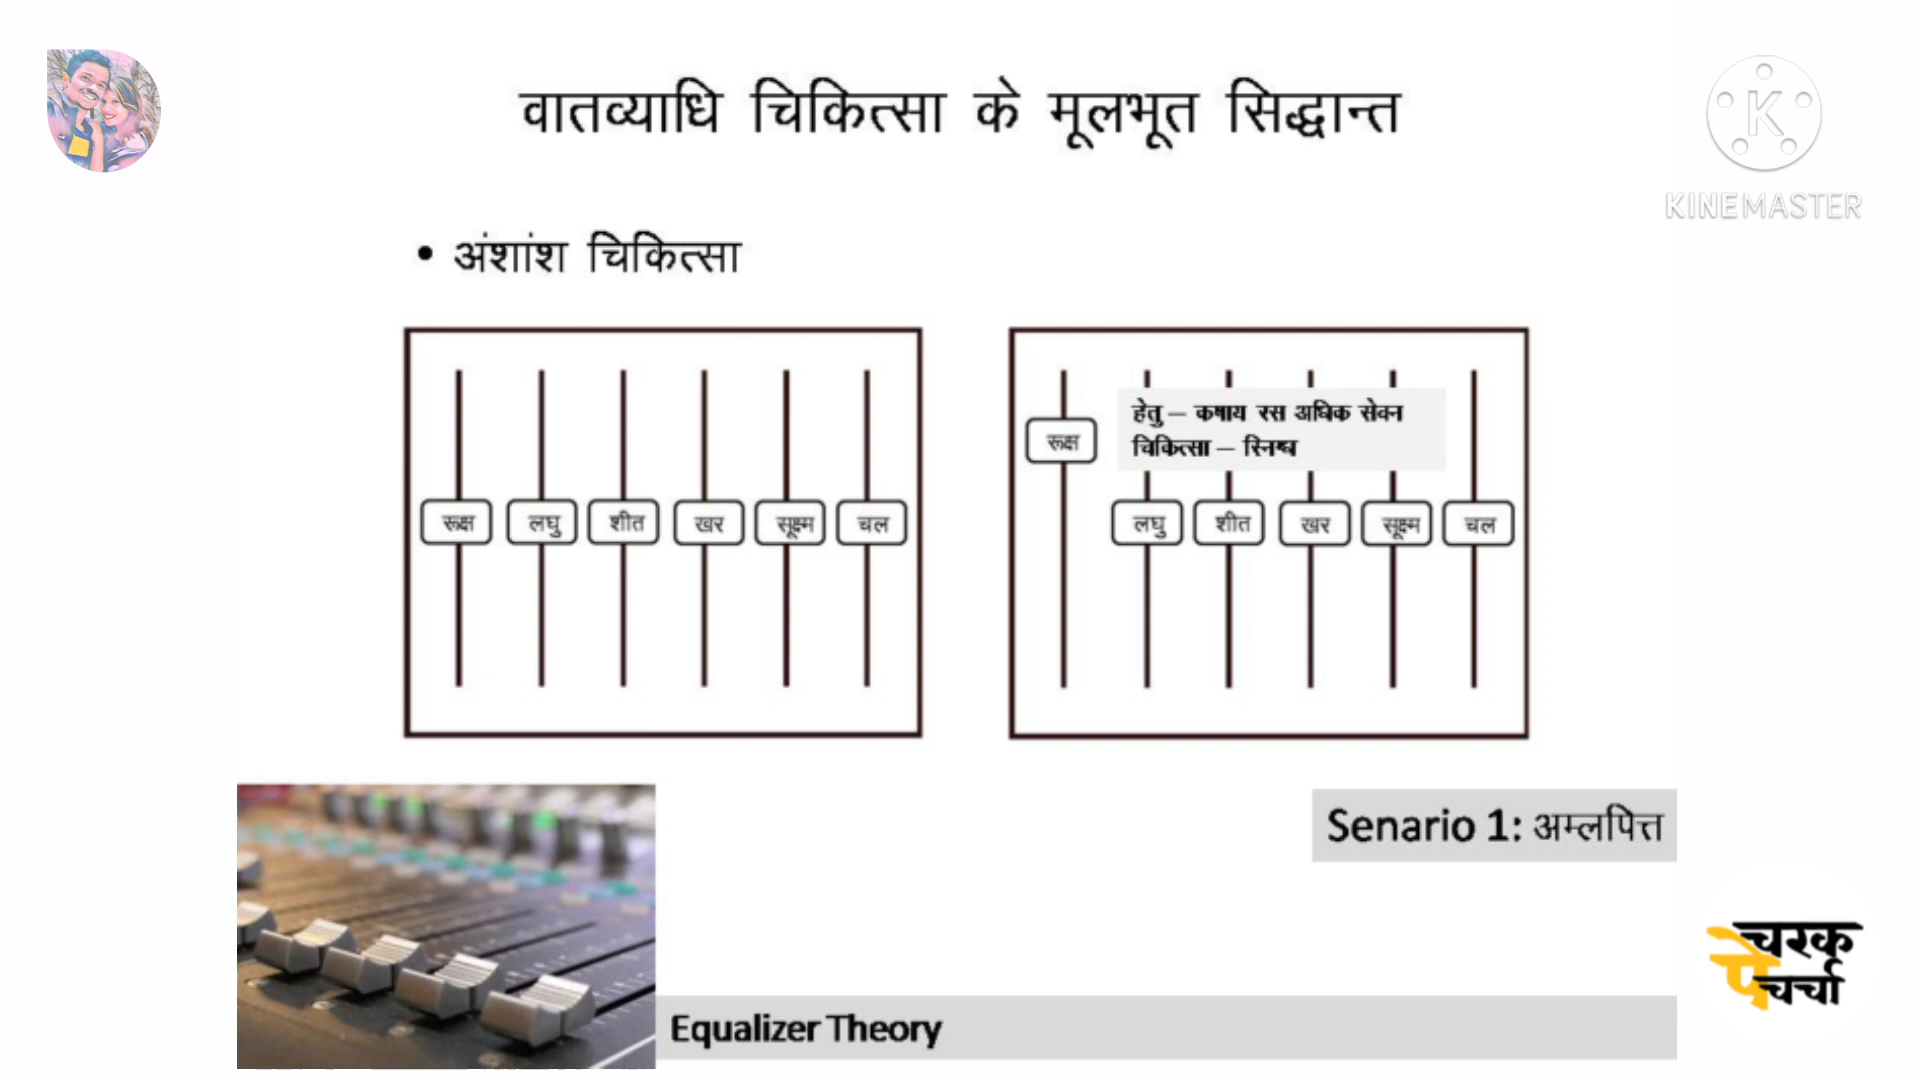 वातव्याधि चिकित्सा के मूलभूत सिद्धान्त
KINEMASTER
• अंशांश चिकित्सा
रूक्ष लघु शीत खर सूक्ष्म चल
हेतु – कषाय रस अधिक सेवन
चिकित्सा – स्निग्ध
रूक्ष
लघु शीत खर सूक्ष्म चल
Senario 1: अम्लपित्त
चरक
पे
चर्चा
Equalizer Theory